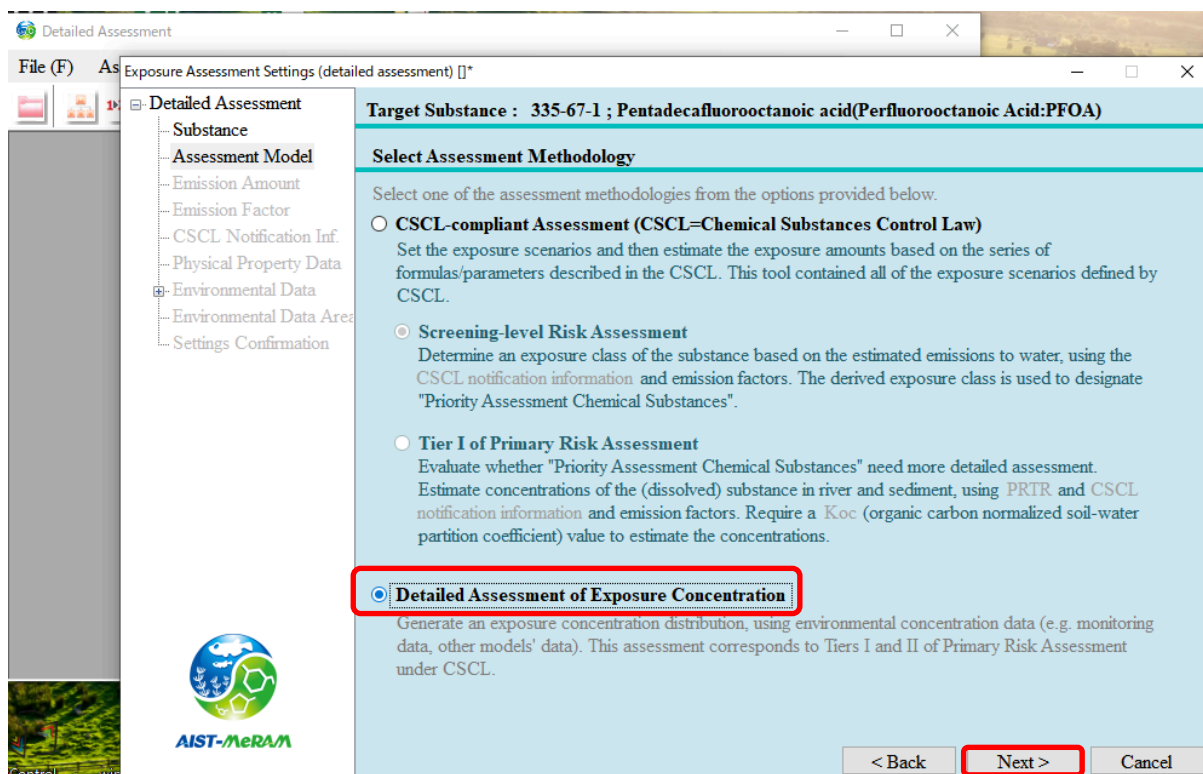 Detailed Assessment
File (F) As
Exposure Assessment Settings (detailed assessment) []*
Detailed Assessment
Substance
Assessment Model
Emission Amount
Emission Factor
CSCL Notification Inf.
Physical Property Data
Environmental Data
Environmental Data Area
Settings Confirmation
AIST-MeRAM
Target Substance : 335-67-1 ; Pentadecafluorooctanoic acid(Perfluorooctanoic Acid:PFOA)
Select Assessment Methodology
Select one of the assessment methodologies from the options provided below.
CSCL-compliant Assessment (CSCL=Chemical Substances Control Law)
Set the exposure scenarios and then estimate the exposure amounts based on the series of
formulas/parameters described in the CSCL. This tool contained all of the exposure scenarios defined by
CSCL.
Screening-level Risk Assessment
Determine an exposure class of the substance based on the estimated emissions to water, using the
CSCL notification information and emission factors. The derived exposure class is used to designate
"Priority Assessment Chemical Substances".
Tier I of Primary Risk Assessment
Evaluate whether "Priority Assessment Chemical Substances" need more detailed assessment.
Estimate concentrations of the (dissolved) substance in river and sediment, using PRTR and CSCL
notification information and emission factors. Require a Koc (organic carbon normalized soil-water
partition coefficient) value to estimate the concentrations.
Detailed Assessment of Exposure Concentration
Generate an exposure concentration distribution, using environmental concentration data (e.g. monitoring
data, other models' data). This assessment corresponds to Tiers I and II of Primary Risk Assessment
under CSCL.
< Back Next > Cancel